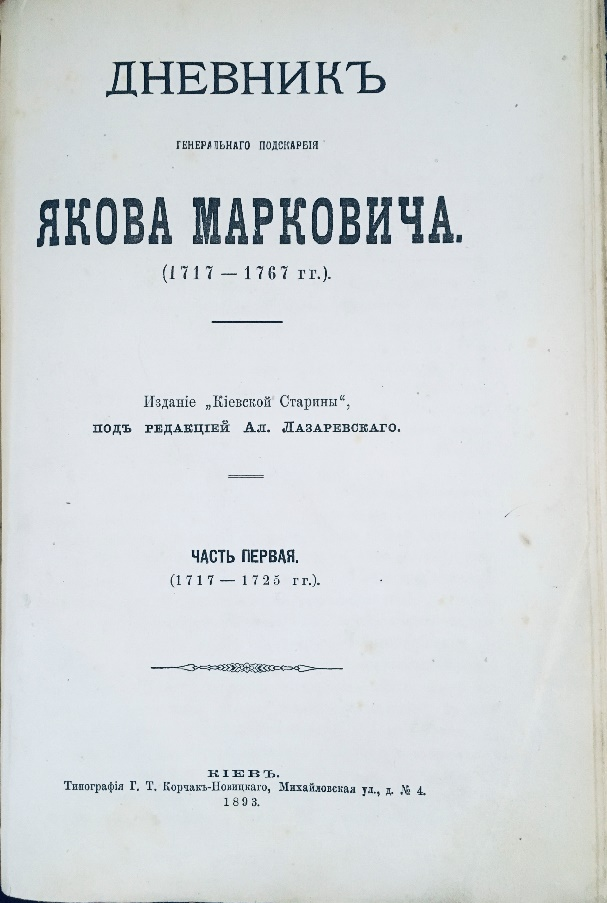 ДНЕВНИКЪ
ГЕНЕРАЛЬНАГО ПОДСКАРБІЯ
ЯКОВА МАРКОВИЧА.
(1717 — 1767 гг.).
Изданіе „Кіевской Старины“,
ПОДЪ РЕДАКЦІЕЙ АЛ. ЛАЗАРЕВСКАГО.
ЧАСТЬ ПЕРВАЯ.
(1717 — 1725 гг.).
КІЕВЪ.
Типографія Г. Т. Корчакъ-Новицкаго, Михайловская ул., д. № 4.
1893.